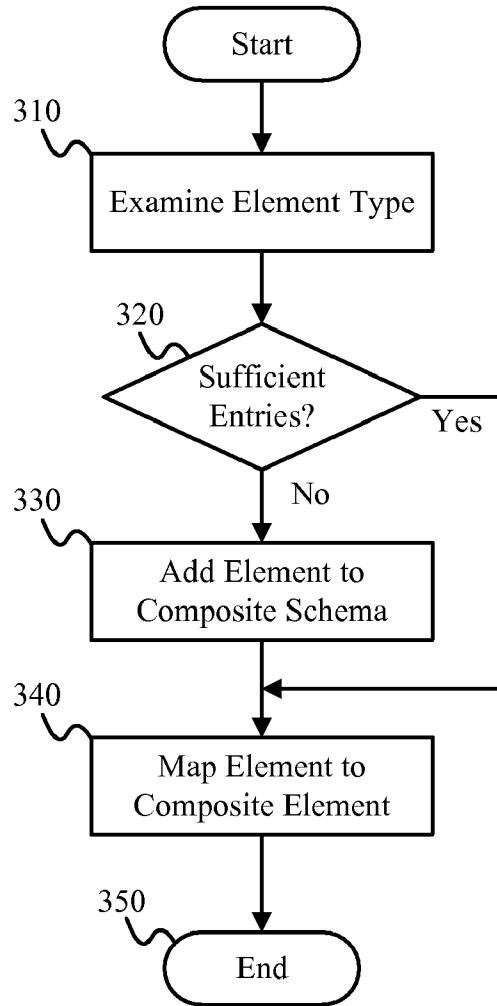 Start
310
Examine Element Type
320
Sufficient
Entries?
Yes
No
330
Add Element to
Composite Schema
340
Map Element to
Composite Element
350
End